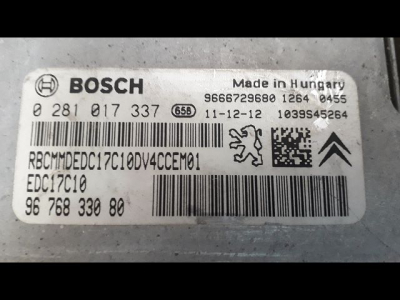 BOSCH
Made in Hungary
9666729680 1264 0455
0 281 017 337 658 11-12-12 1039S45264
RBCMMDEDC17C10DV4CCEM01
EDC17C10
96 768 330 80